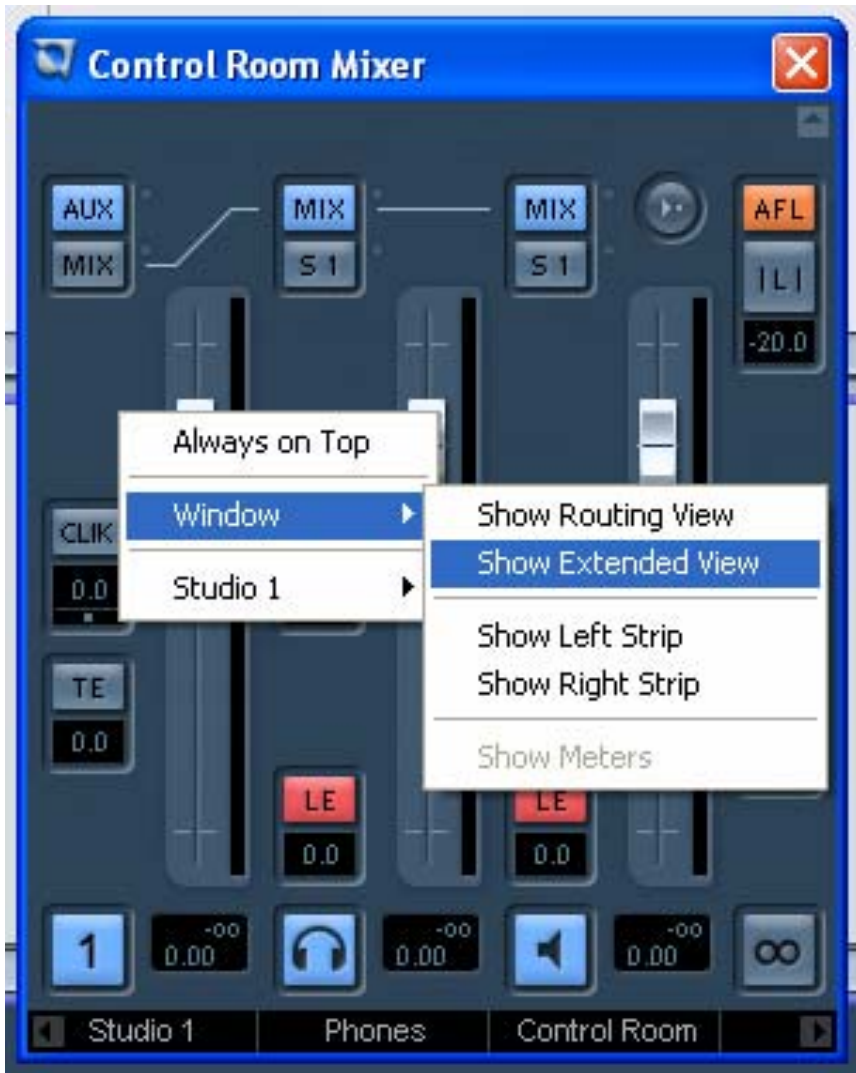 Control Room Mixer
AUX MIX MIX AFL
MIX S 1 S 1 |L|
-20.0
Always on Top
Window Show Routing View
CLIK Show Extended View
0.0 Studio 1
Show Left Strip
TE Show Right Strip
0.0
Show Meters
LE LE
0.0 0.0
1 -oo 0.00 -oo 0.00 -oo 0.00 ∞
Studio 1 Phones Control Room